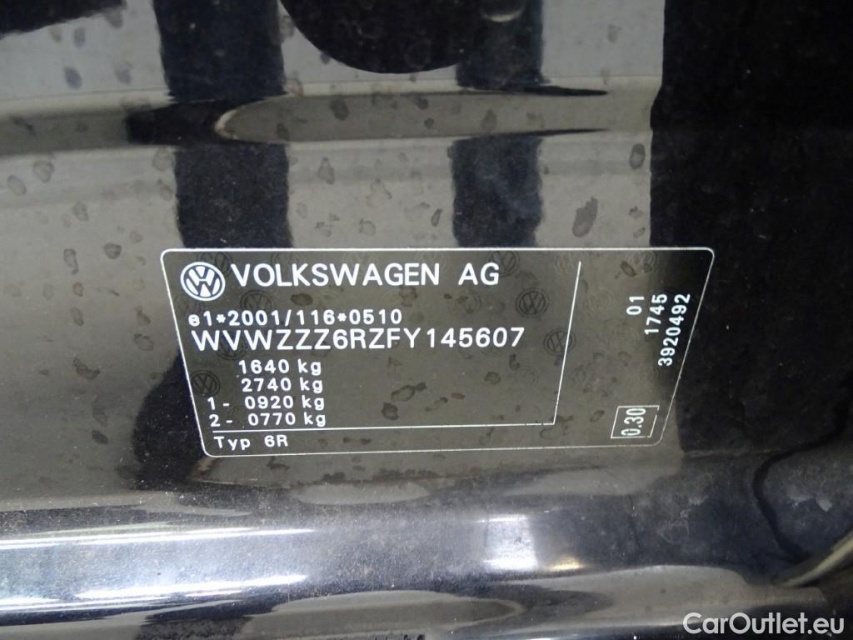 VOLKSWAGEN AG
e1*2001/116*0510
WVWZZZ6RZFY145607
1640 kg
2740 kg
1- 0920 kg
2- 0770 kg
Typ 6R
01
1745
3920492
0.30
CarOutlet.eu